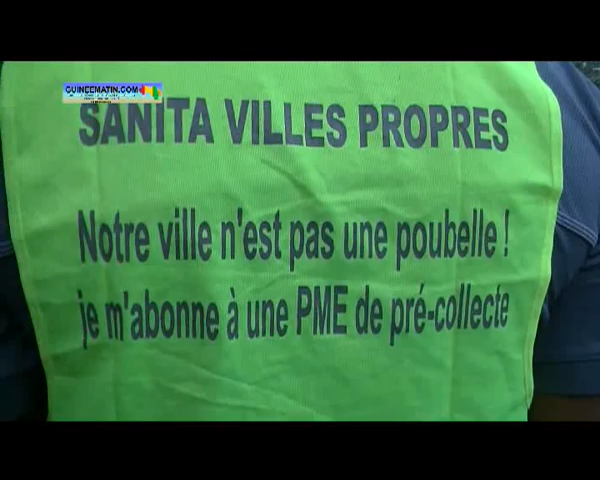 GUINEEMATIN.COM
SANITA VILLES PROPRES
Notre ville n'est pas une poubelle !
je m'abonne à une PME de pré-collecte